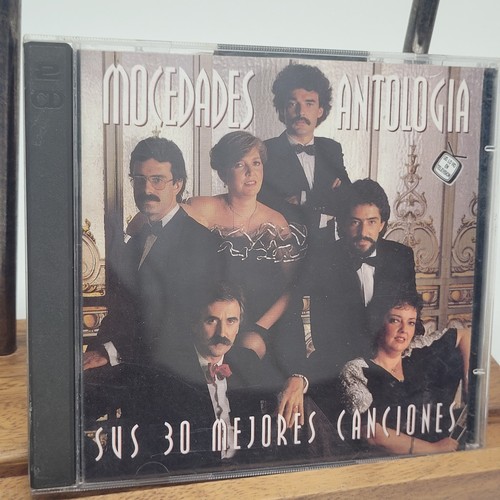 MOCEDADES ANTOLOGIA
SUS 30 MEJORES CANCIONES